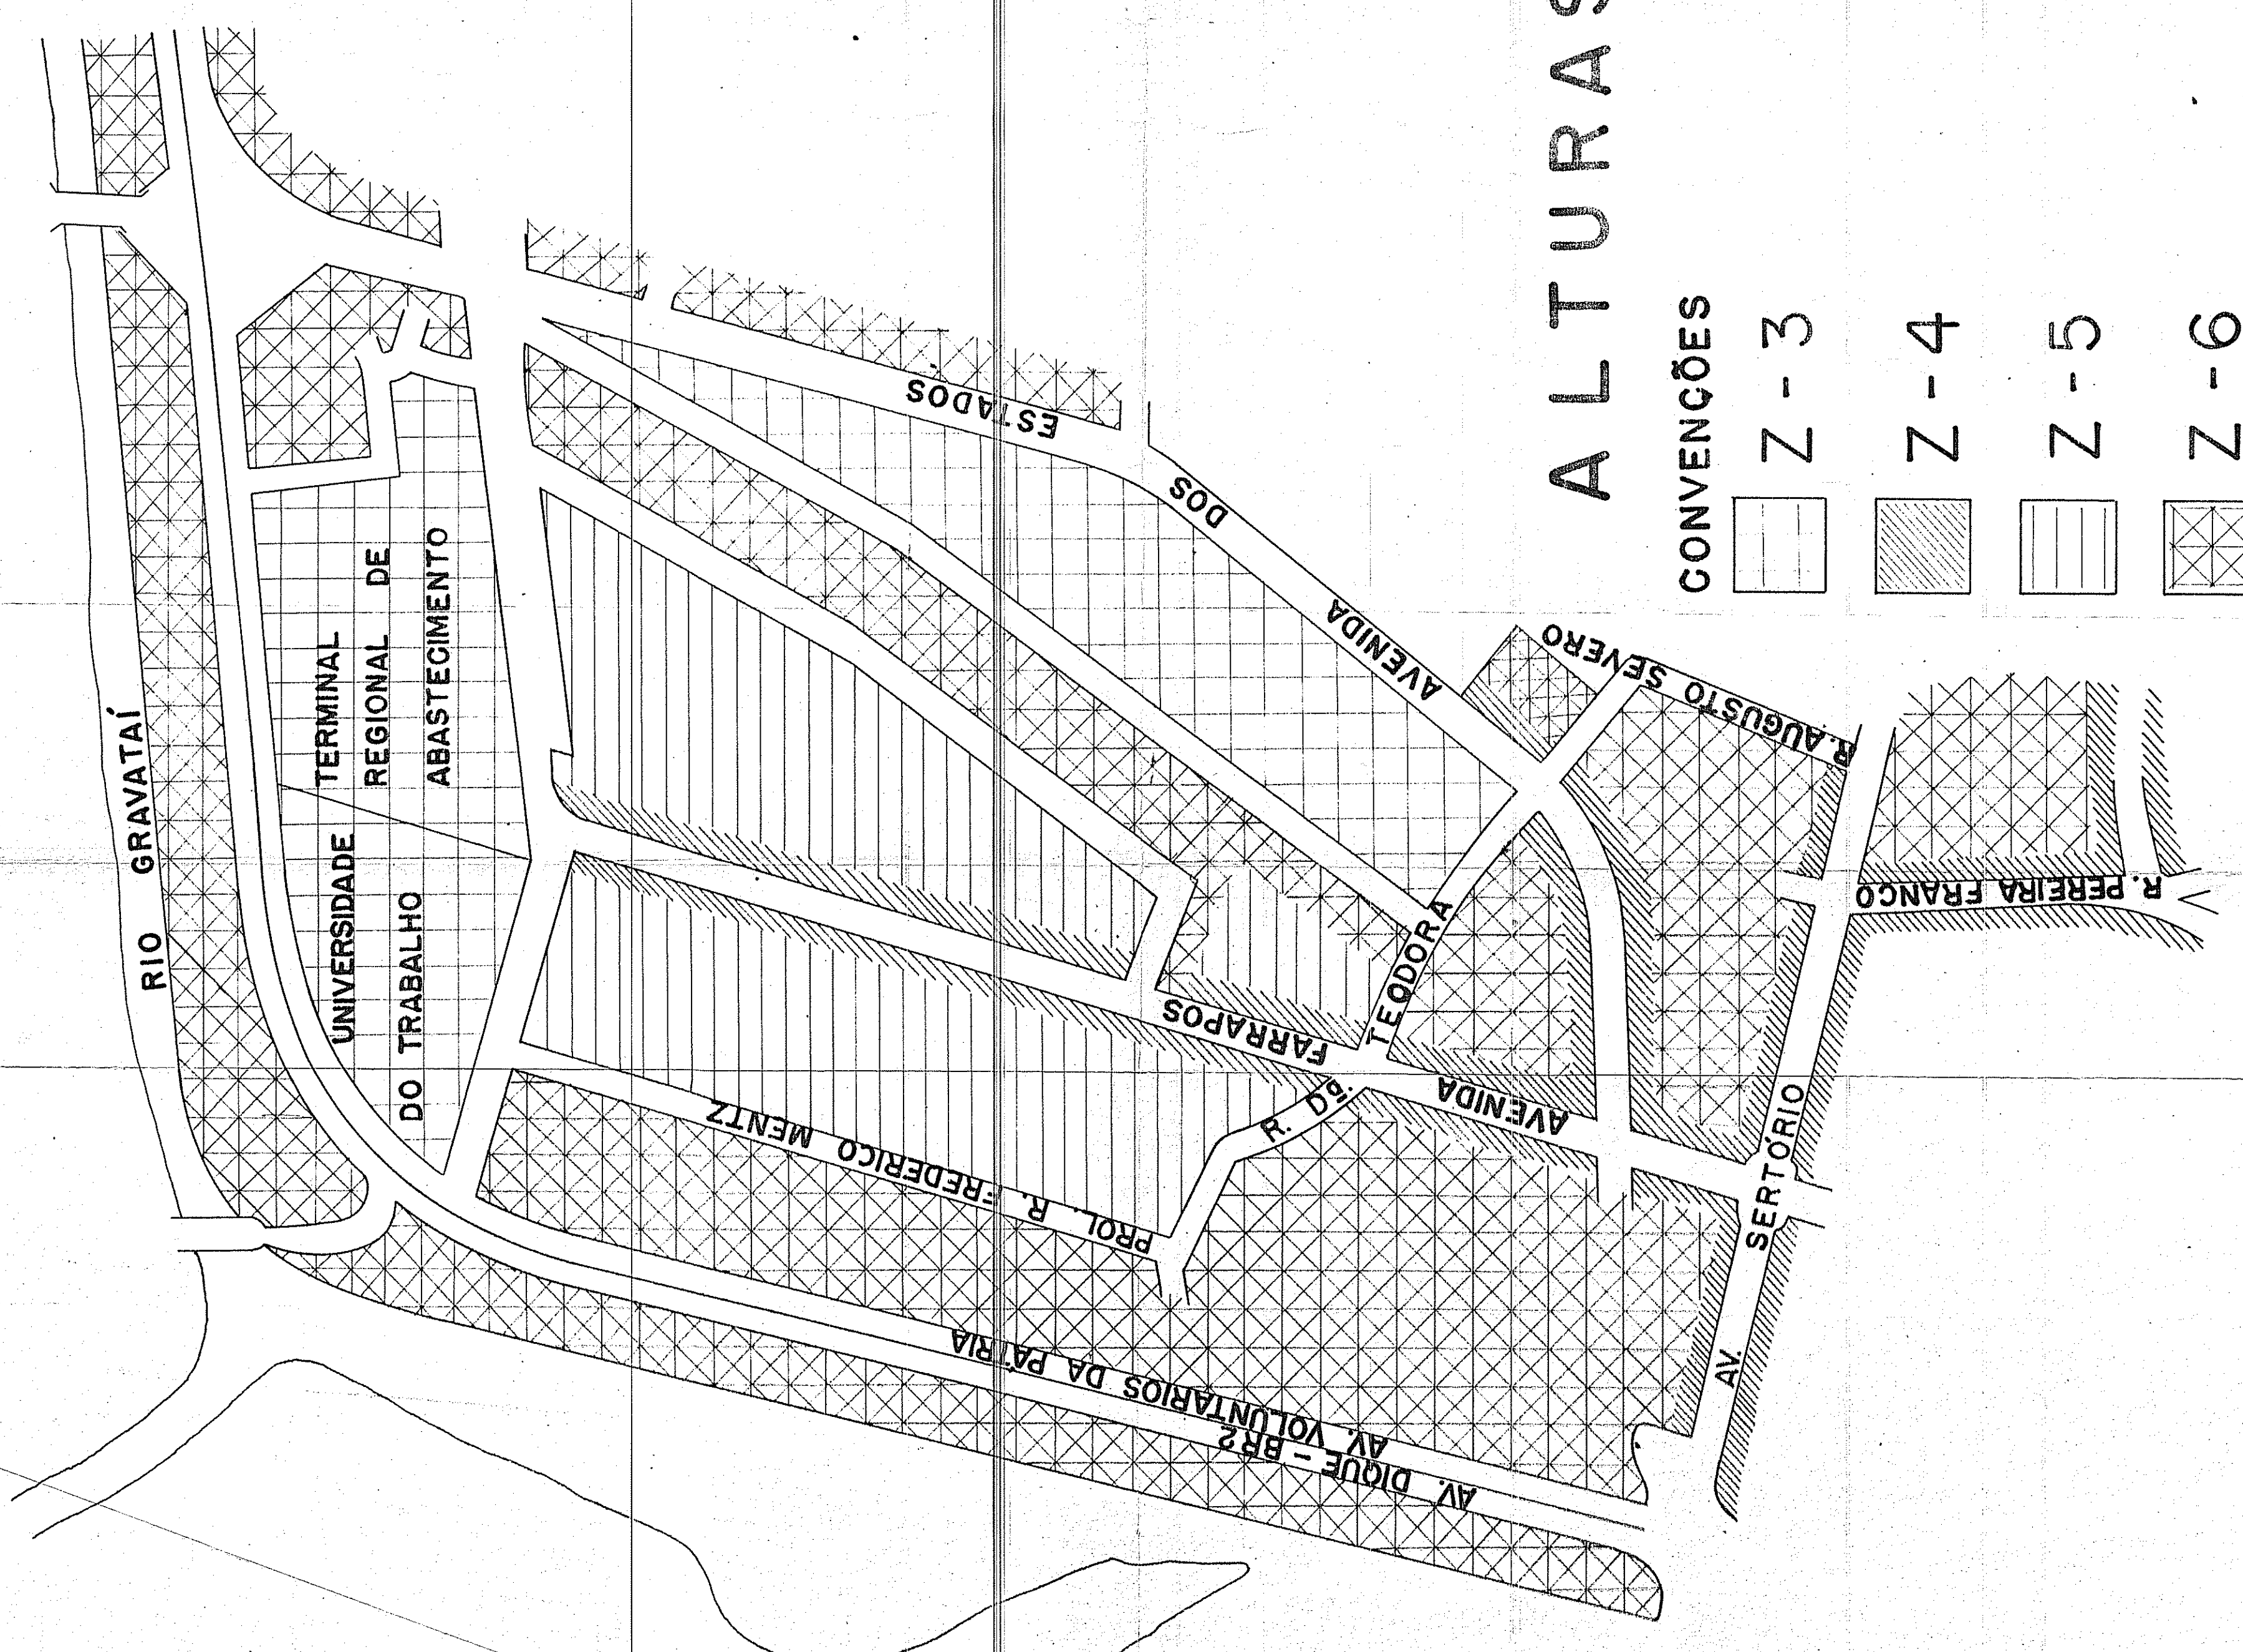 ALTURAS
CONVENÇÕES
Z - 3
Z - 4
Z - 5
Z - 6
RIO GRAVATAÍ
TERMINAL
REGIONAL DE
ABASTECIMENTO
UNIVERSIDADE
DO TRABALHO
AVENIDA DOS ESTADOS
R. AUGUSTO SEVERO
R. Dª. TEODORA
AVENIDA FARRAPOS
PROL. R. FREDERICO MENTZ
AV. VOLUNTARIOS DA PÁTRIA
AV. DIQUE - BR2
AV. SERTÓRIO
R. PEREIRA FRANCO